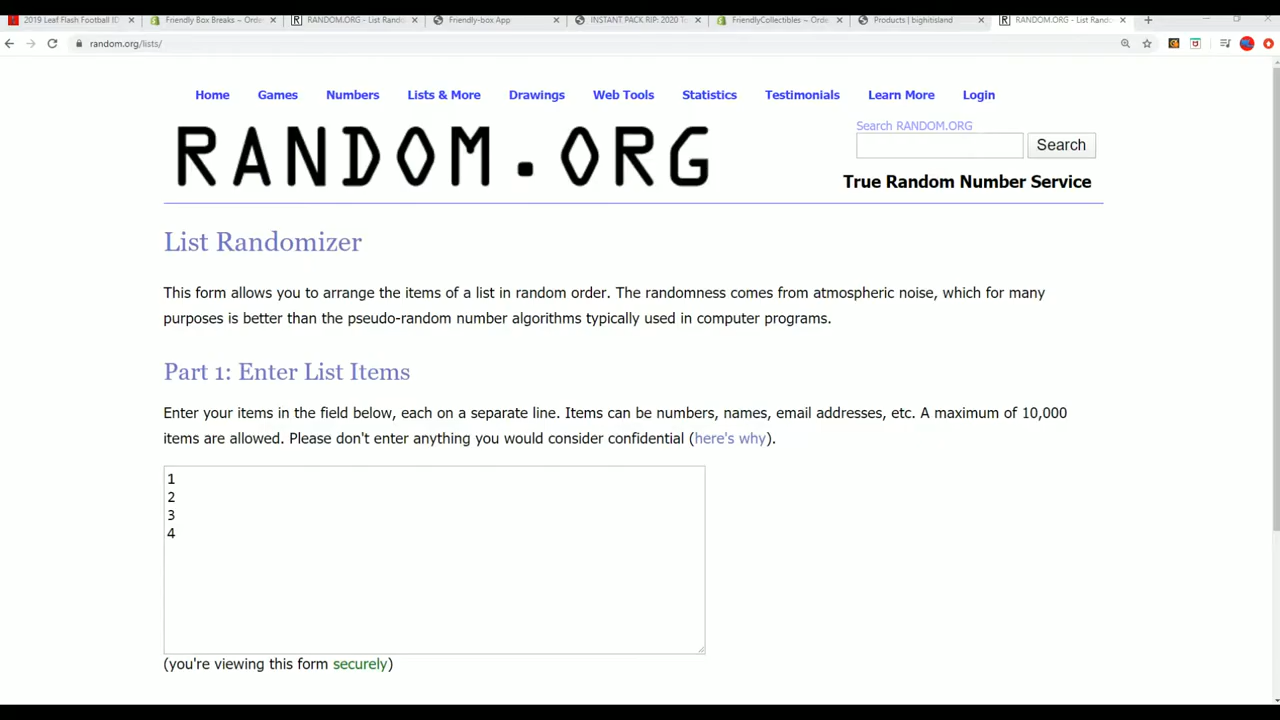 2019 Leaf Flash Football ID
Friendly Box Breaks ~ Orde
RANDOM.ORG - List Rando
Friendly-box App
INSTANT PACK RIP: 2020 To
FriendlyCollectibles ~ Orde
Products | bighitisland
RANDOM.ORG - List Rando
random.org/lists/
Home Games Numbers Lists & More Drawings Web Tools Statistics Testimonials Learn More Login
RANDOM.ORG
Search RANDOM.ORG
Search
True Random Number Service
List Randomizer
This form allows you to arrange the items of a list in random order. The randomness comes from atmospheric noise, which for many
purposes is better than the pseudo-random number algorithms typically used in computer programs.
Part 1: Enter List Items
Enter your items in the field below, each on a separate line. Items can be numbers, names, email addresses, etc. A maximum of 10,000
items are allowed. Please don't enter anything you would consider confidential (here's why).
1
2
3
4
(you're viewing this form securely)